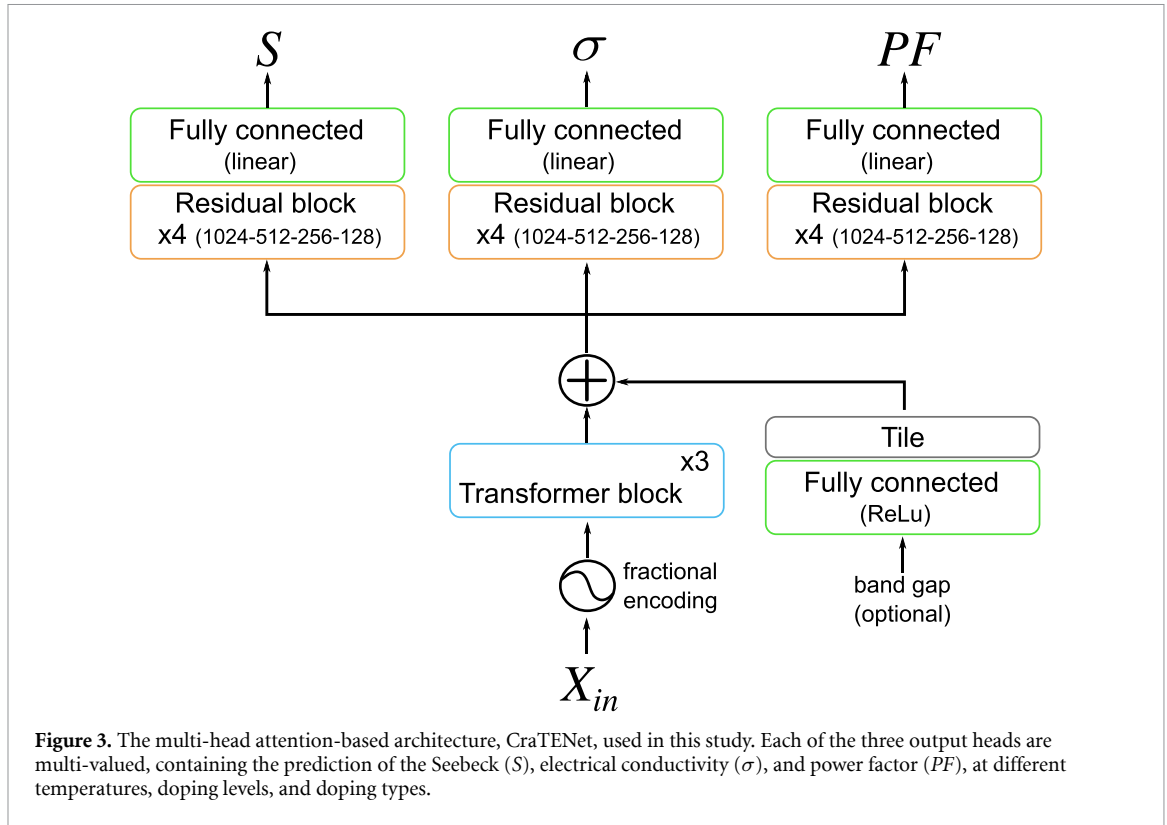 S
σ
PF
Fully connected
(linear)
Fully connected
(linear)
Fully connected
(linear)
Residual block
x4 (1024-512-256-128)
Residual block
x4 (1024-512-256-128)
Residual block
x4 (1024-512-256-128)
x3
Transformer block
Tile
Fully connected
(ReLu)
fractional
encoding
band gap
(optional)
X_in
Figure 3. The multi-head attention-based architecture, CraTENet, used in this study. Each of the three output heads are
multi-valued, containing the prediction of the Seebeck (S), electrical conductivity (σ), and power factor (PF), at different
temperatures, doping levels, and doping types.